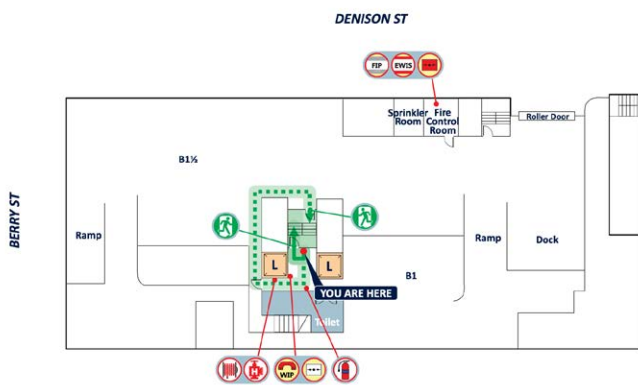 DENISON ST
FIP
EWIS
Sprinkler
Room
Fire
Control
Room
Roller Door
B1½
BERRY ST
Ramp
Ramp
Dock
L
L
B1
YOU ARE HERE
Toilet
H
WIP